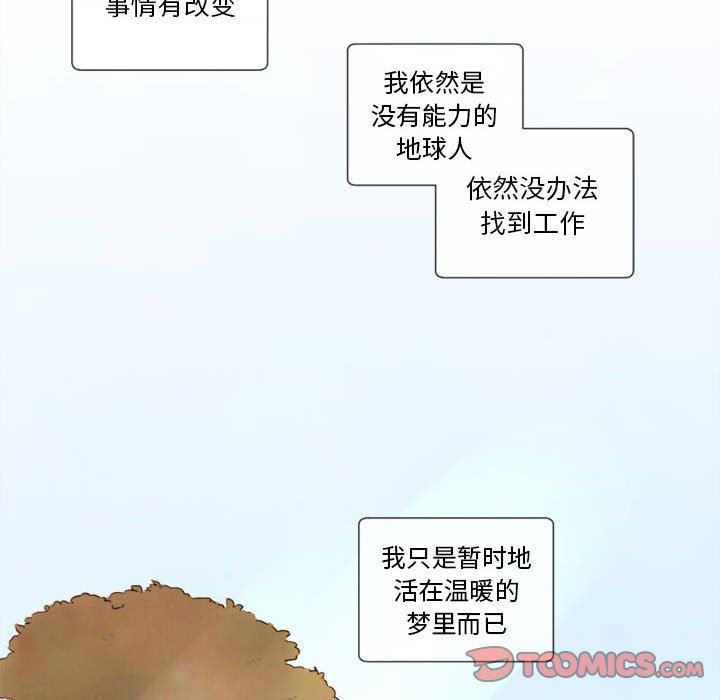 事情有改变
我依然是
没有能力的
地球人
依然没办法
找到工作
我只是暂时地
活在温暖的
梦里而已
TOOMICS.COM